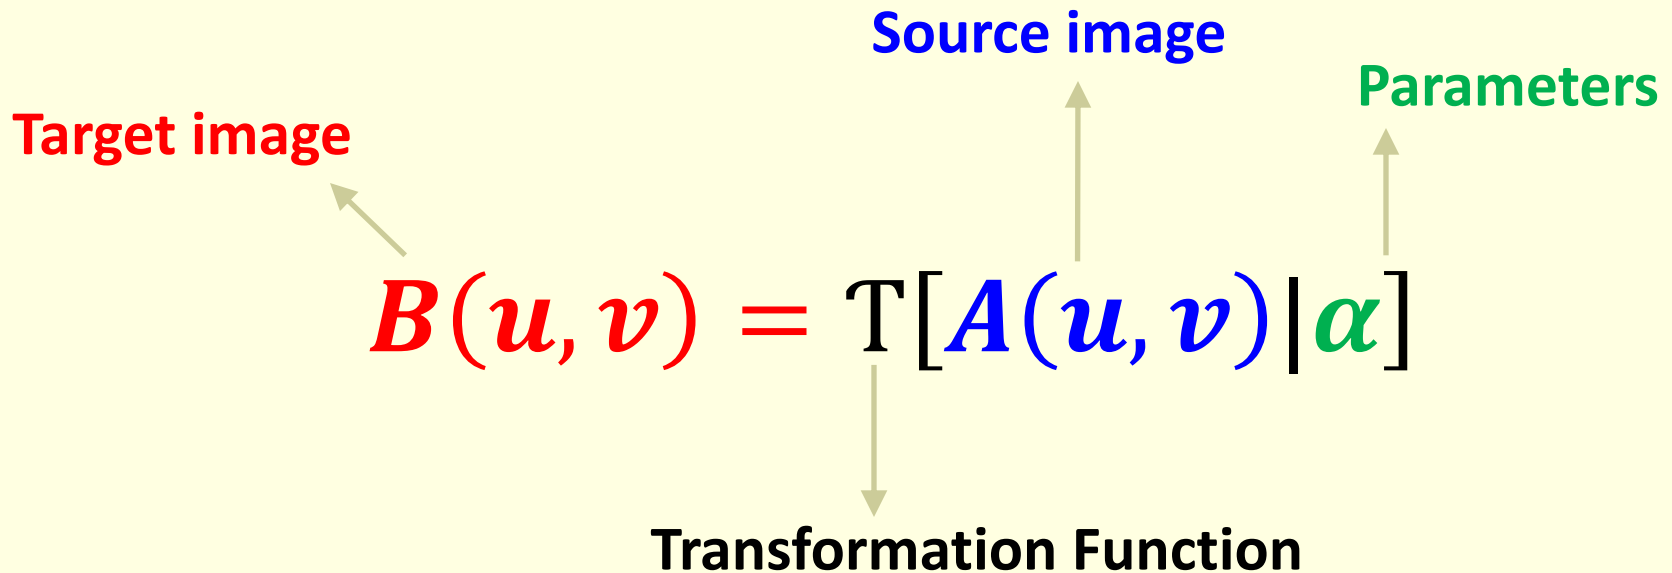 Source image
Parameters
Target image
B(u, v) = T[A(u, v)|α]
Transformation Function